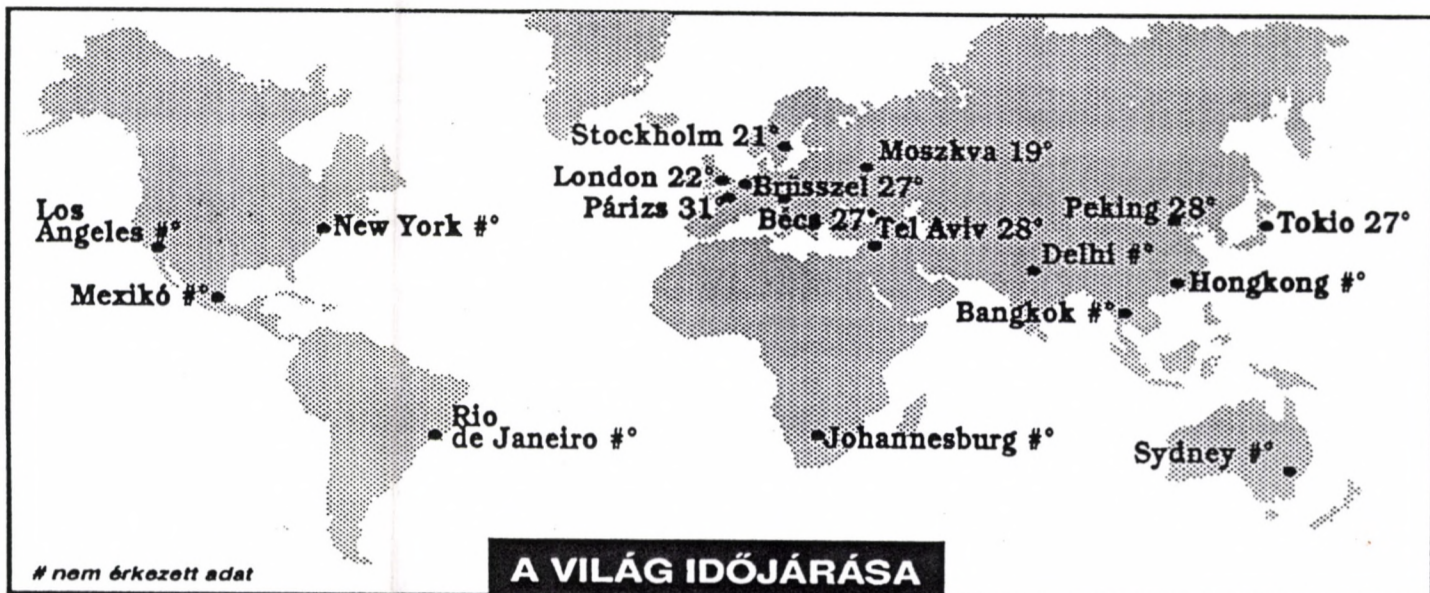 Stockholm 21°
Moszkva 19°
London 22°
Brüsszel 27°
Párizs 31°
Bécs 27°
Tel Aviv 28°
Peking 28°
Tokio 27°
Los
Angeles #°
New York #°
Delhi #°
Mexikó #°
Hongkong #°
Bangkok #°
Rio
de Janeiro #°
Johannesburg #°
Sydney #°
# nem érkezett adat
A VILÁG IDŐJÁRÁSA